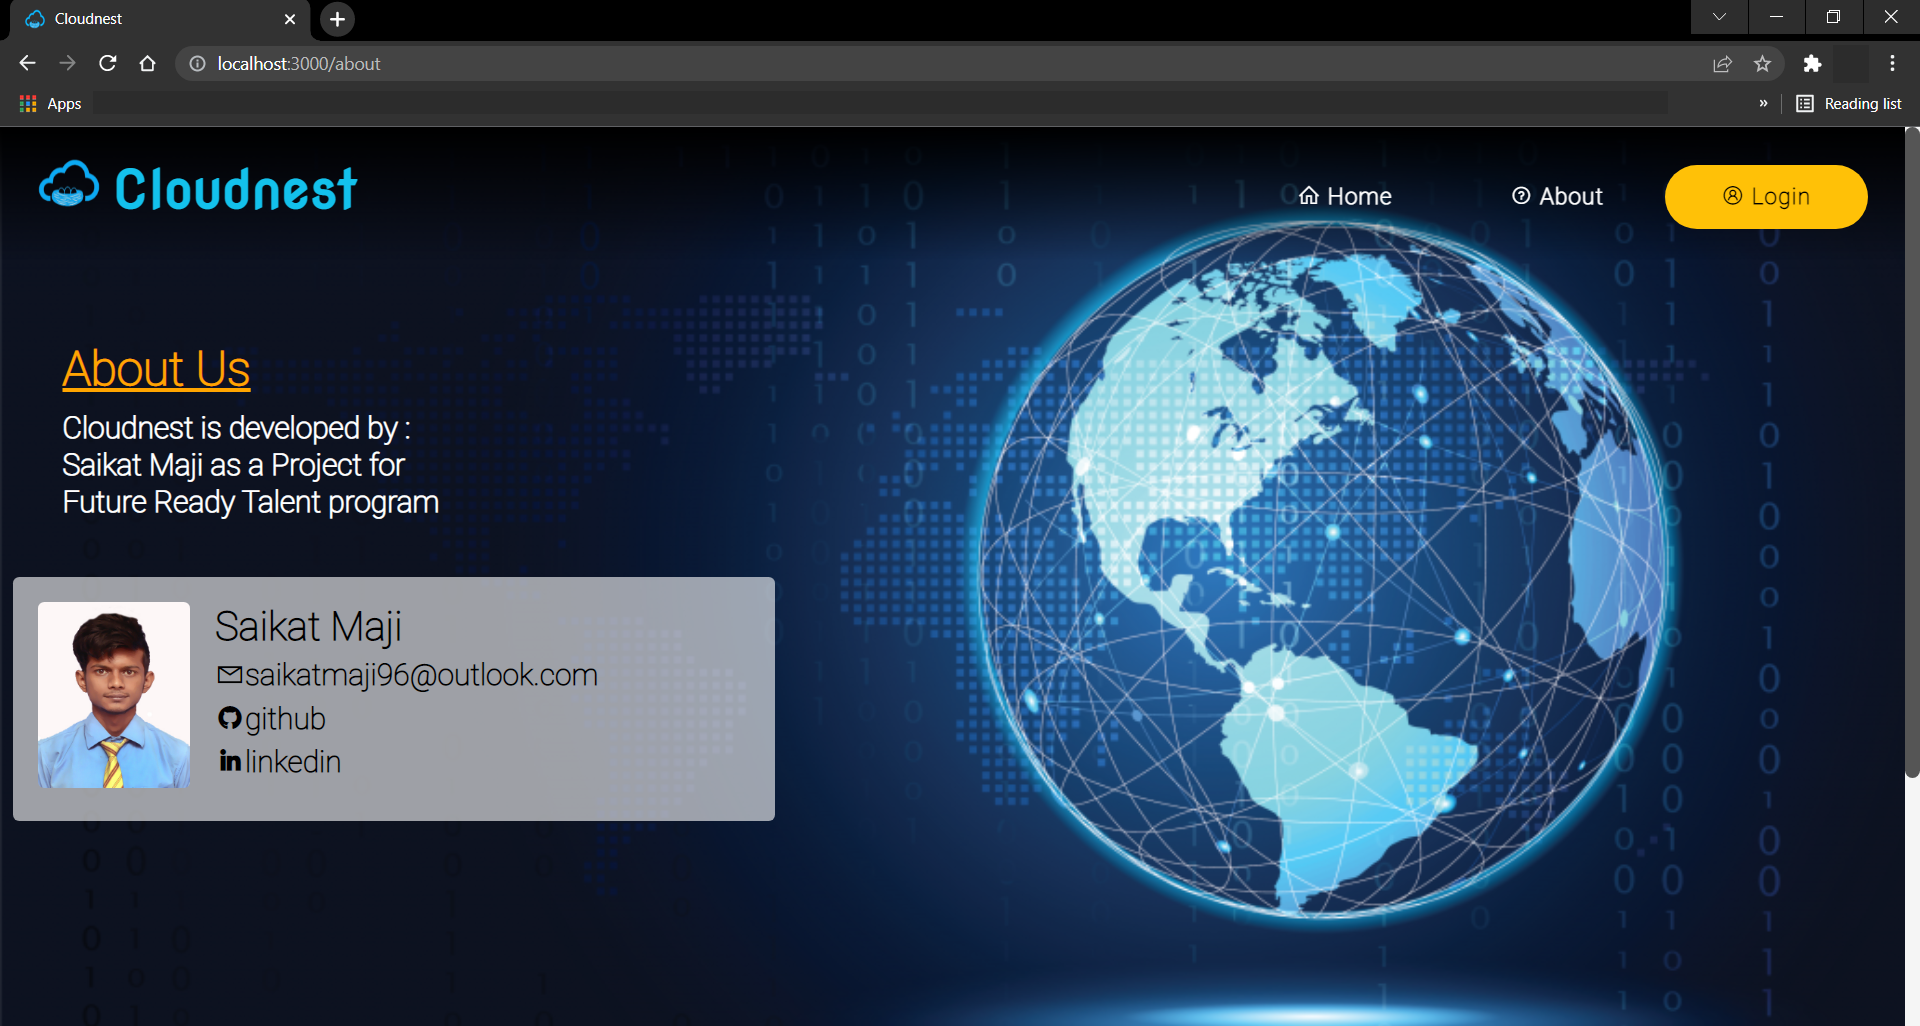 Cloudnest
localhost:3000/about
Apps
»
Reading list
Cloudnest
Home
About
Login
About Us
Cloudnest is developed by :
Saikat Maji as a Project for
Future Ready Talent program
Saikat Maji
saikatmaji96@outlook.com
github
linkedin